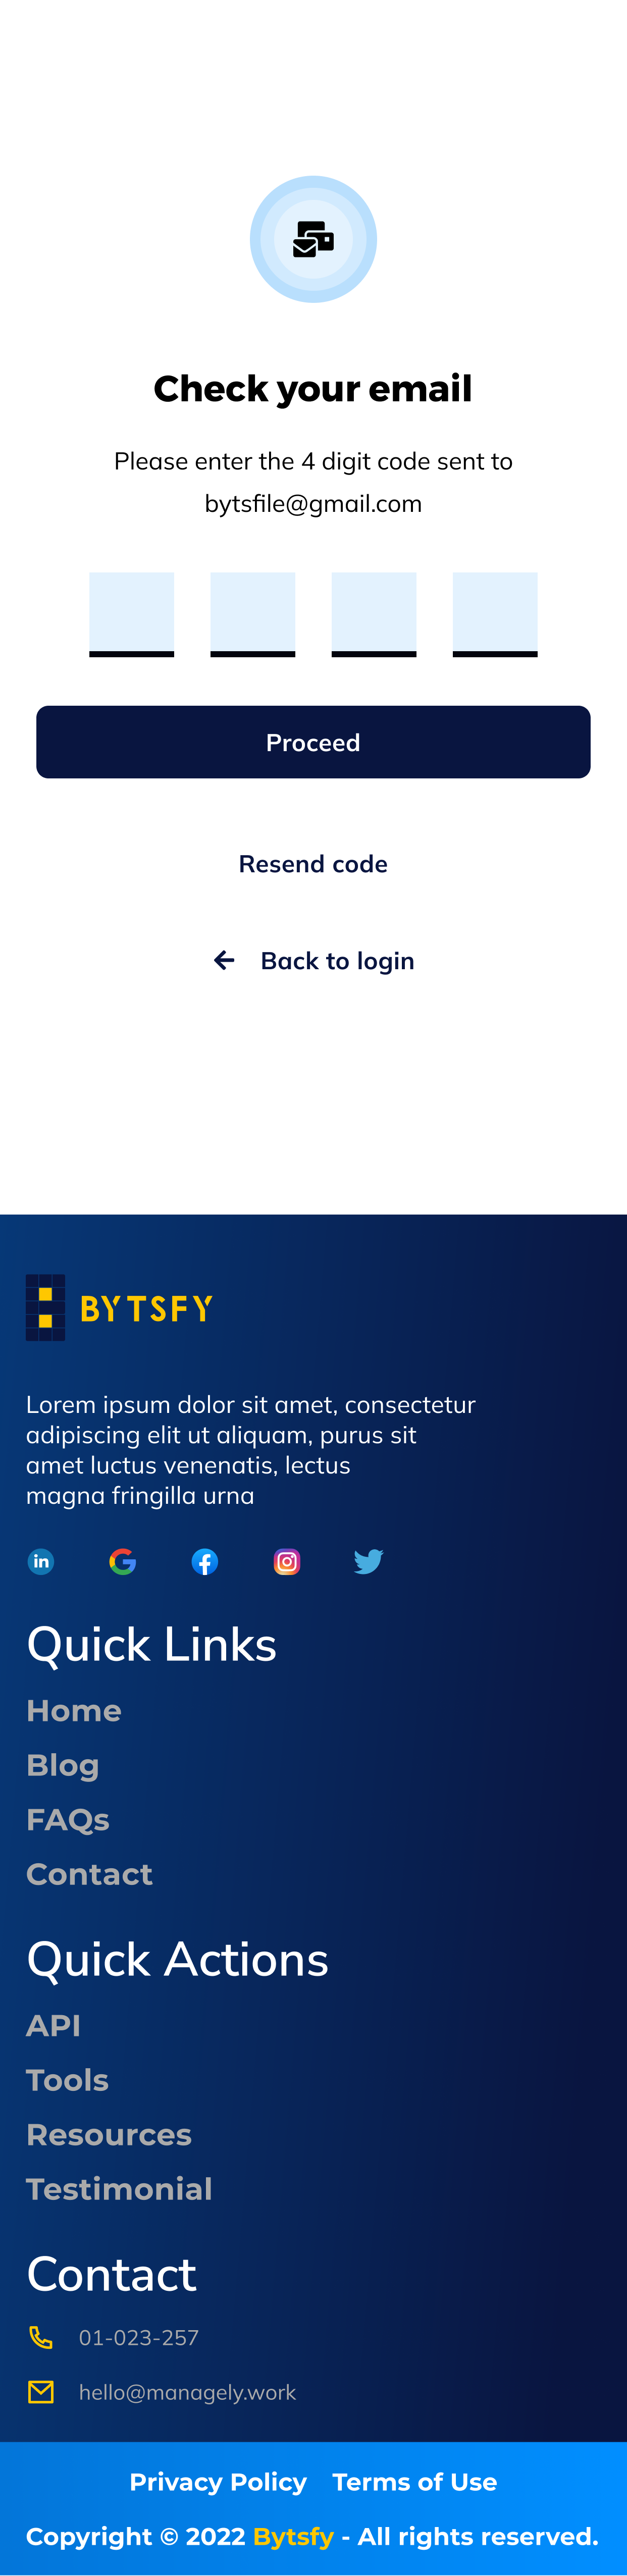 Check your email
Please enter the 4 digit code sent to
bytsfile@gmail.com
Proceed
Resend code
Back to login
BYTSFY
Lorem ipsum dolor sit amet, consectetur
adipiscing elit ut aliquam, purus sit
amet luctus venenatis, lectus
magna fringilla urna
Quick Links
Home
Blog
FAQs
Contact
Quick Actions
API
Tools
Resources
Testimonial
Contact
01-023-257
hello@managely.work
Privacy Policy Terms of Use
Copyright © 2022 Bytsfy - All rights reserved.